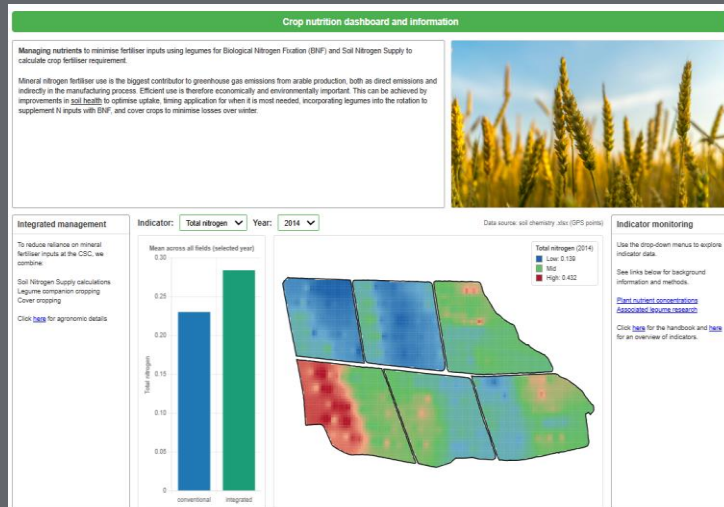 Crop nutrition dashboard and information
Managing nutrients to minimise fertiliser inputs using legumes for Biological Nitrogen Fixation (BNF) and Soil Nitrogen Supply to
calculate crop fertiliser requirement.
Mineral nitrogen fertiliser use is the biggest contributor to greenhouse gas emissions from arable production, both as direct emissions and
indirectly in the manufacturing process. Efficient use is therefore economically and environmentally important. This can be achieved by
improvements in soil health to optimise uptake, timing application for when it is most needed, incorporating legumes into the rotation to
supplement N inputs with BNF, and cover crops to minimise losses over winter.
Integrated management
To reduce reliance on mineral
fertiliser inputs at the CSC, we
combine:
Soil Nitrogen Supply calculations
Legume companion cropping
Cover cropping
Click here for agronomic details
Indicator: Total nitrogen Year: 2014
Data source: soil chemistry .xlsx (GPS points)
Mean across all fields (selected year)
0.30
0.25
0.20
0.15
0.10
0.05
0
Total nitrogen
conventional integrated
Total nitrogen (2014)
Low: 0.139
Mid
High: 0.432
Indicator monitoring
Use the drop-down menus to explore
indicator data.
See links below for background
information and methods.
Plant nutrient concentrations
Associated legume research
Click here for the handbook and here
for an overview of indicators.